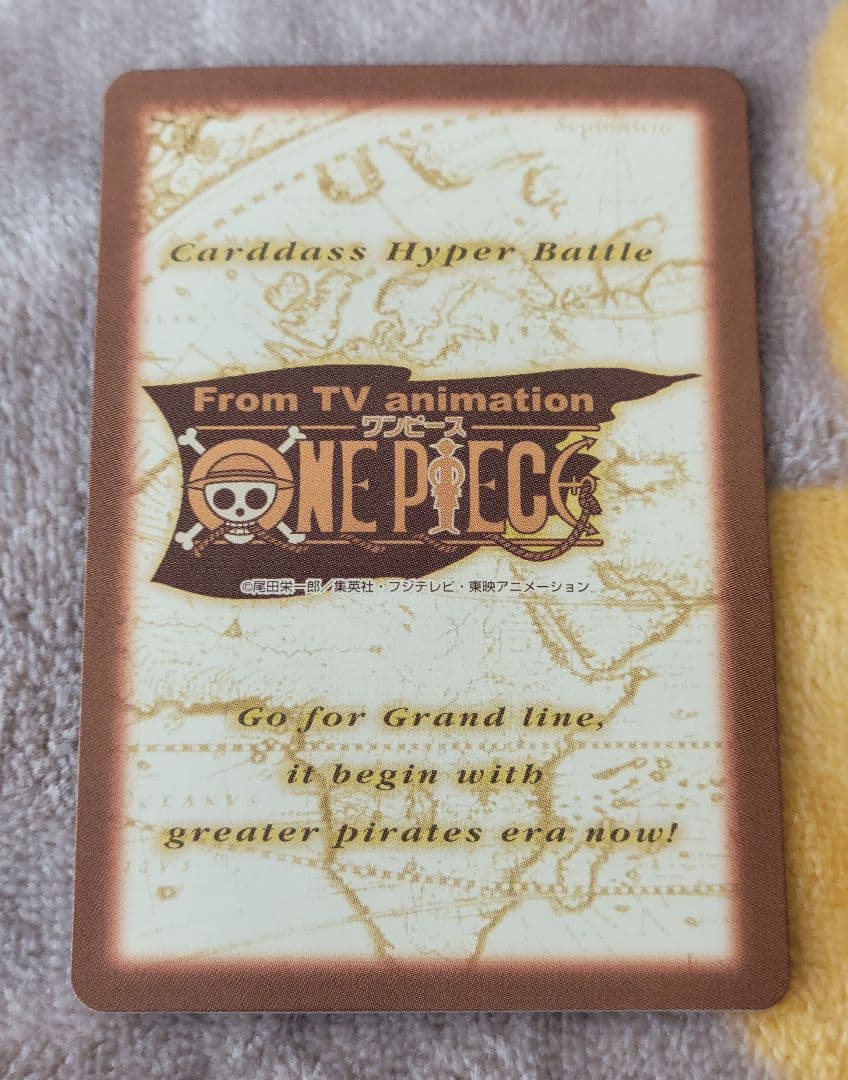 Septentrio
Carddass Hyper Battle
From TV animation
ワンピース
ONE PIECE
©尾田栄一郎/集英社・フジテレビ・東映アニメーション
Go for Grand line,
it begin with
greater pirates era now!